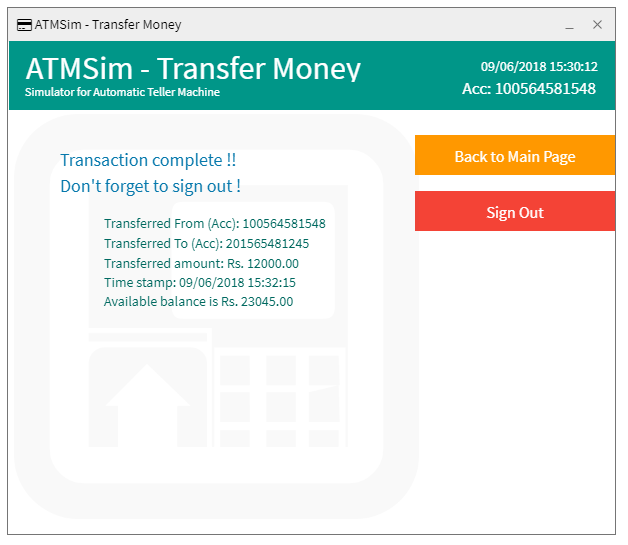 ATMSim - Transfer Money
ATMSim - Transfer Money
Simulator for Automatic Teller Machine
09/06/2018 15:30:12
Acc: 100564581548
Transaction complete !!
Don't forget to sign out !
Transferred From (Acc): 100564581548
Transferred To (Acc): 201565481245
Transferred amount: Rs. 12000.00
Time stamp: 09/06/2018 15:32:15
Available balance is Rs. 23045.00
Back to Main Page
Sign Out